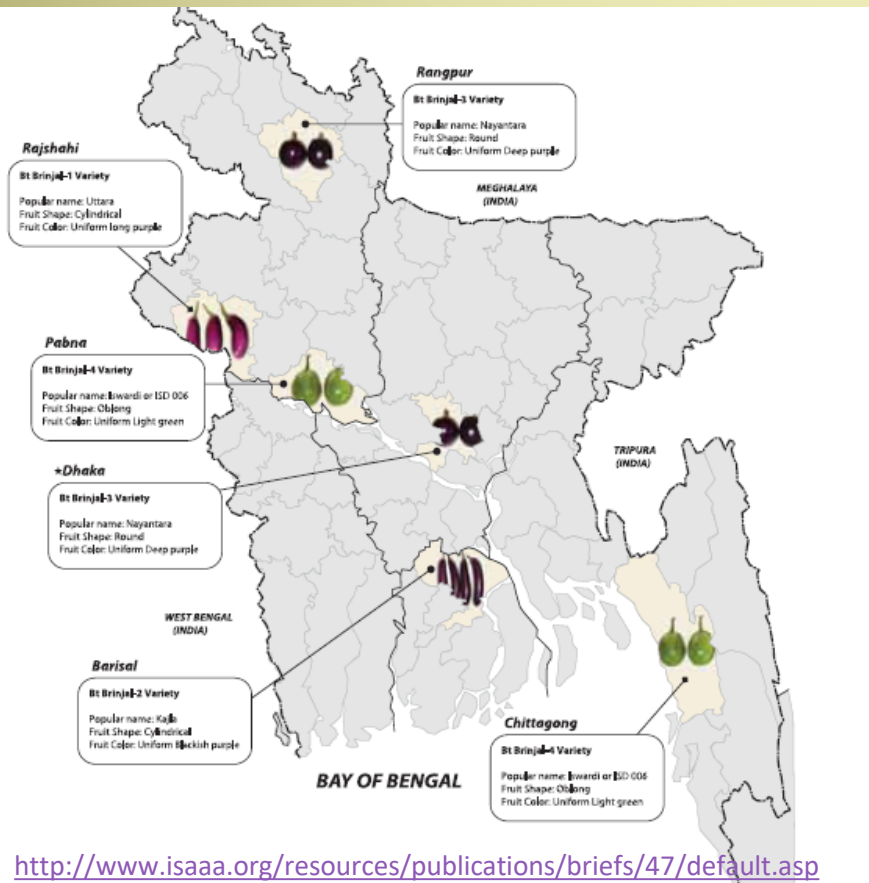 Rangpur
Bt Brinjal-3 Variety
Popular name: Nayantara
Fruit Shape: Round
Fruit Color: Uniform Deep purple
Rajshahi
Bt Brinjal-1 Variety
Popular name: Uttara
Fruit Shape: Cylindrical
Fruit Color: Uniform long purple
MEGHALAYA
(INDIA)
Pabna
Bt Brinjal-4 Variety
Popular name: Iswardi or ISD 006
Fruit Shape: Oblong
Fruit Color: Uniform Light green
TRIPURA
(INDIA)
★Dhaka
Bt Brinjal-3 Variety
Popular name: Nayantara
Fruit Shape: Round
Fruit Color: Uniform Deep purple
WEST BENGAL
(INDIA)
Barisal
Bt Brinjal-2 Variety
Popular name: Kajla
Fruit Shape: Cylindrical
Fruit Color: Uniform Blackish purple
Chittagong
Bt Brinjal-4 Variety
Popular name: Iswardi or ISD 006
Fruit Shape: Oblong
Fruit Color: Uniform Light green
BAY OF BENGAL
http://www.isaaa.org/resources/publications/briefs/47/default.asp